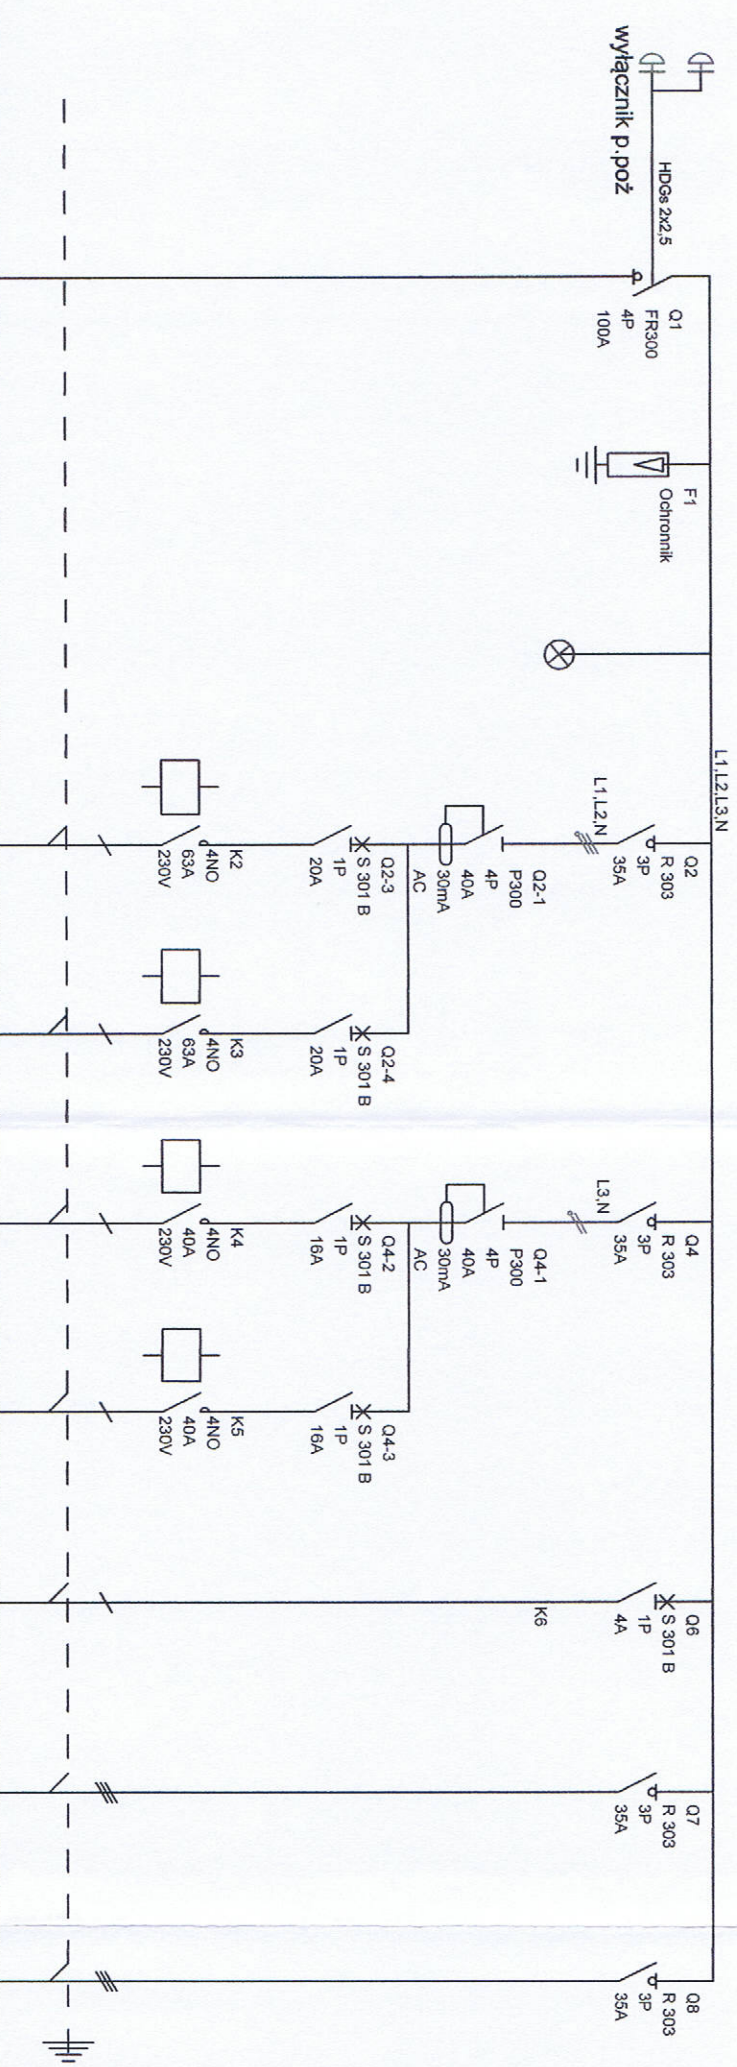 wyłącznik p.poż
HDGs 2x2,5
Q1
FR300
4P
100A
F1
Ochronnik
L1,L2,L3,N
Q2
R 303
3P
35A
L1,L2,N
Q2-1
P300
4P
40A
30mA
AC
Q2-3
S 301 B
1P
20A
K2
4NO
63A
230V
Q2-4
S 301 B
1P
20A
K3
4NO
63A
230V
Q4
R 303
3P
35A
L3,N
Q4-1
P300
4P
40A
30mA
AC
Q4-2
S 301 B
1P
16A
K4
4NO
40A
230V
Q4-3
S 301 B
1P
16A
K5
4NO
40A
230V
Q6
S 301 B
1P
4A
K6
Q7
R 303
3P
35A
Q8
R 303
3P
35A